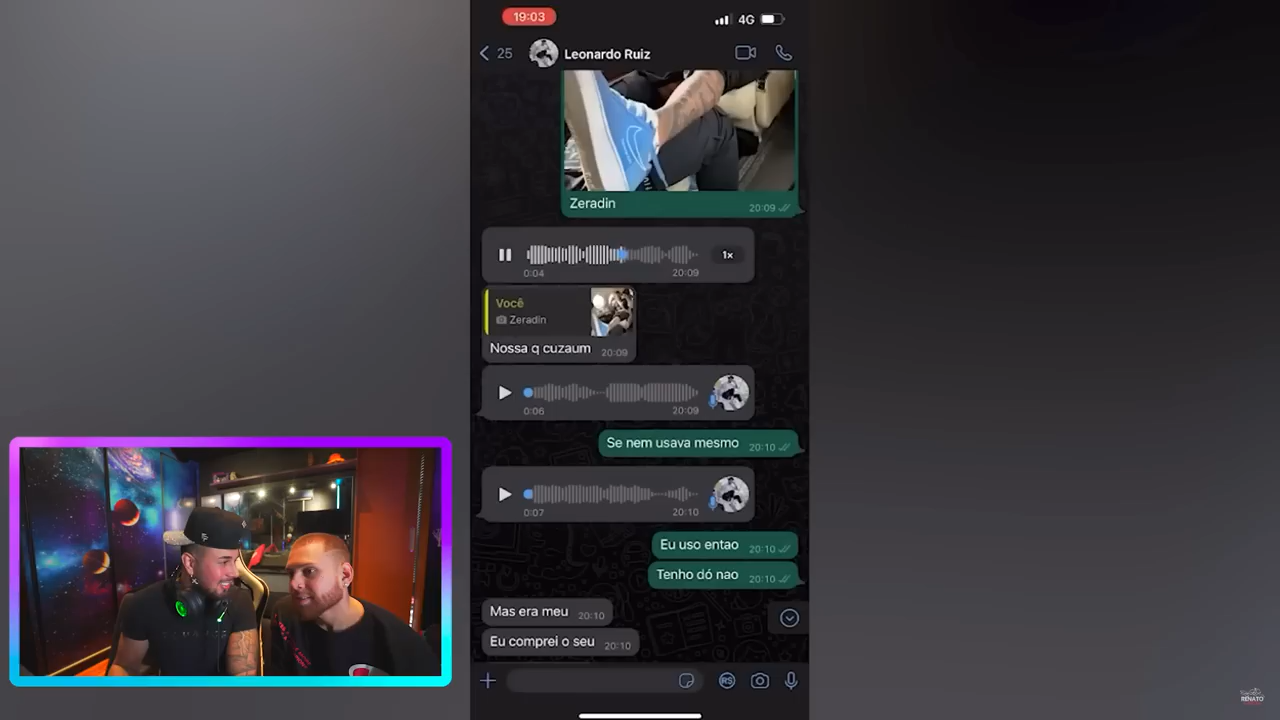 19:03
4G
25
Leonardo Ruiz
Zeradin
20:09
1x
0:04
20:09
Você
Zeradin
Nossa q cuzaum
20:09
0:06
20:09
Se nem usava mesmo
20:10
0:07
20:10
Eu uso entao
20:10
Tenho dó nao
20:10
Mas era meu
20:10
Eu comprei o seu
20:10
RS
RENATO